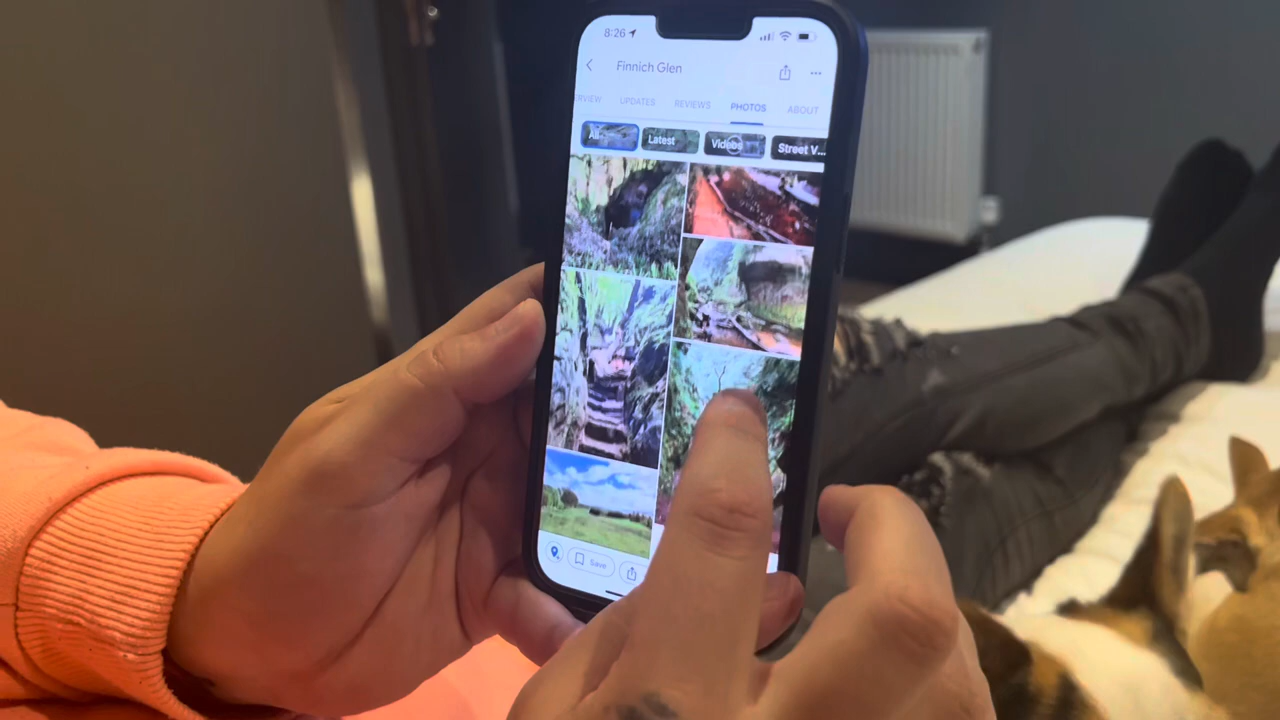 8:26
Finnich Glen
RVIEW UPDATES REVIEWS PHOTOS ABOUT
All Latest Videos Street V...
Save